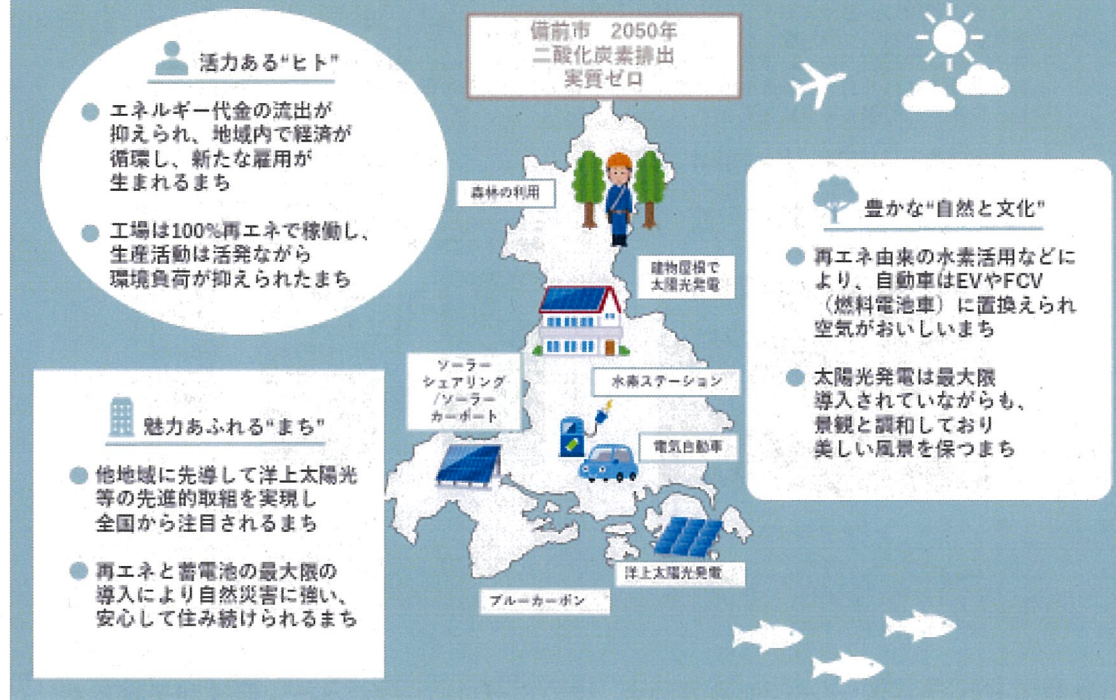 備前市　2050年
二酸化炭素排出
実質ゼロ
活力ある“ヒト”
エネルギー代金の流出が
抑えられ、地域内で経済が
循環し、新たな雇用が
生まれるまち
工場は100%再エネで稼働し、
生産活動は活発ながら
環境負荷が抑えられたまち
魅力あふれる“まち”
他地域に先導して洋上太陽光
等の先進的取組を実現し
全国から注目されるまち
再エネと蓄電池の最大限の
導入により自然災害に強い、
安心して住み続けられるまち
森林の利用
建物屋根で
太陽光発電
ソーラー
シェアリング
/ソーラー
カーポート
水素ステーション
電気自動車
洋上太陽光発電
ブルーカーボン
豊かな“自然と文化”
再エネ由来の水素活用などに
より、自動車はEVやFCV
（燃料電池車）に置換えられ
空気がおいしいまち
太陽光発電は最大限
導入されていながらも、
景観と調和しており
美しい風景を保つまち